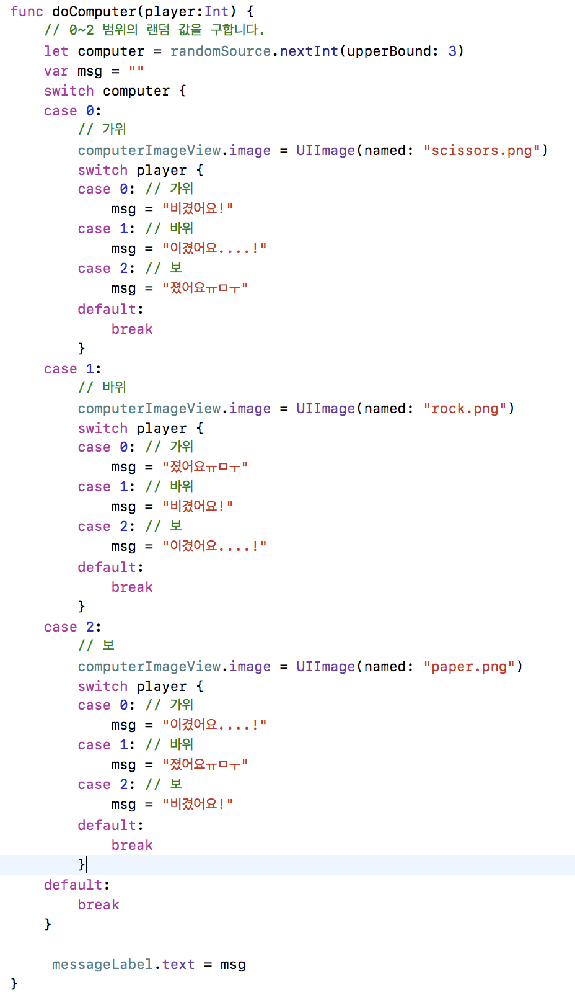 func doComputer(player:Int) {
    // 0~2 범위의 랜덤 값을 구합니다.
    let computer = randomSource.nextInt(upperBound: 3)
    var msg = ""
    switch computer {
    case 0:
        // 가위
        computerImageView.image = UIImage(named: "scissors.png")
        switch player {
        case 0: // 가위
            msg = "비겼어요!"
        case 1: // 바위
            msg = "이겼어요....!"
        case 2: // 보
            msg = "졌어요ㅠㅁㅜ"
        default:
            break
        }
    case 1:
        // 바위
        computerImageView.image = UIImage(named: "rock.png")
        switch player {
        case 0: // 가위
            msg = "졌어요ㅠㅁㅜ"
        case 1: // 바위
            msg = "비겼어요!"
        case 2: // 보
            msg = "이겼어요....!"
        default:
            break
        }
    case 2:
        // 보
        computerImageView.image = UIImage(named: "paper.png")
        switch player {
        case 0: // 가위
            msg = "이겼어요....!"
        case 1: // 바위
            msg = "졌어요ㅠㅁㅜ"
        case 2: // 보
            msg = "비겼어요!"
        default:
            break
        }
    default:
        break
    }

     messageLabel.text = msg
}